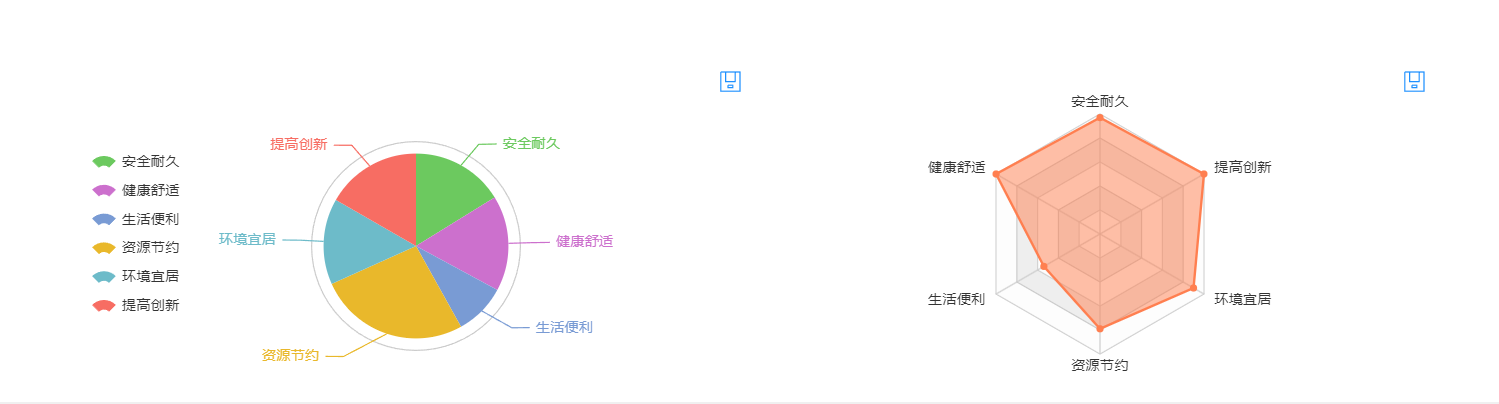 安全耐久
健康舒适
生活便利
资源节约
环境宜居
提高创新
提高创新
安全耐久
环境宜居
健康舒适
生活便利
资源节约
安全耐久
健康舒适
提高创新
生活便利
环境宜居
资源节约